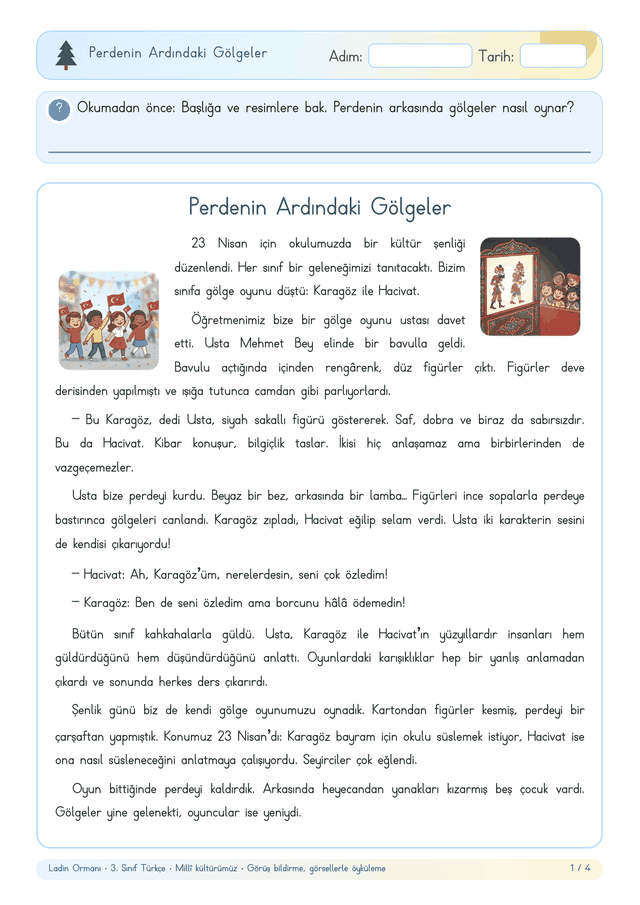 Perdenin Ardındaki Gölgeler
Adım:
Tarih:
? Okumadan önce: Başlığa ve resimlere bak. Perdenin arkasında gölgeler nasıl oynar?
Perdenin Ardındaki Gölgeler
23 Nisan için okulumuzda bir kültür şenliği
düzenlendi. Her sınıf bir geleneğimizi tanıtacaktı. Bizim
sınıfa gölge oyunu düştü: Karagöz ile Hacivat.
Öğretmenimiz bize bir gölge oyunu ustası davet
etti. Usta Mehmet Bey elinde bir bavulla geldi.
Bavulu açtığında içinden rengârenk, düz figürler çıktı. Figürler deve
derisinden yapılmıştı ve ışığa tutunca camdan gibi parlıyorlardı.
– Bu Karagöz, dedi Usta, siyah sakallı figürü göstererek. Saf, dobra ve biraz da sabırsızdır.
Bu da Hacivat. Kibar konuşur, bilgiçlik taslar. İkisi hiç anlaşamaz ama birbirlerinden de
vazgeçemezler.
Usta bize perdeyi kurdu. Beyaz bir bez, arkasında bir lamba… Figürleri ince sopalarla perdeye
bastırınca gölgeleri canlandı. Karagöz zıpladı, Hacivat eğilip selam verdi. Usta iki karakterin sesini
de kendisi çıkarıyordu!
– Hacivat: Ah, Karagöz’üm, nerelerdesin, seni çok özledim!
– Karagöz: Ben de seni özledim ama borcunu hâlâ ödemedin!
Bütün sınıf kahkahalarla güldü. Usta, Karagöz ile Hacivat’ın yüzyıllardır insanları hem
güldürdüğünü hem düşündürdüğünü anlattı. Oyunlardaki karışıklıklar hep bir yanlış anlamadan
çıkardı ve sonunda herkes ders çıkarırdı.
Şenlik günü biz de kendi gölge oyunumuzu oynadık. Kartondan figürler kesmiş, perdeyi bir
çarşaftan yapmıştık. Konumuz 23 Nisan’dı: Karagöz bayram için okulu süslemek istiyor, Hacivat ise
ona nasıl süsleneceğini anlatmaya çalışıyordu. Seyirciler çok eğlendi.
Oyun bittiğinde perdeyi kaldırdık. Arkasında heyecandan yanakları kızarmış beş çocuk vardı.
Gölgeler yine gelenekti, oyuncular ise yeniydi.
Ladin Ormanı • 3. Sınıf Türkçe • Millî kültürümüz • Görüş bildirme, görsellerle öyküleme
1 / 4